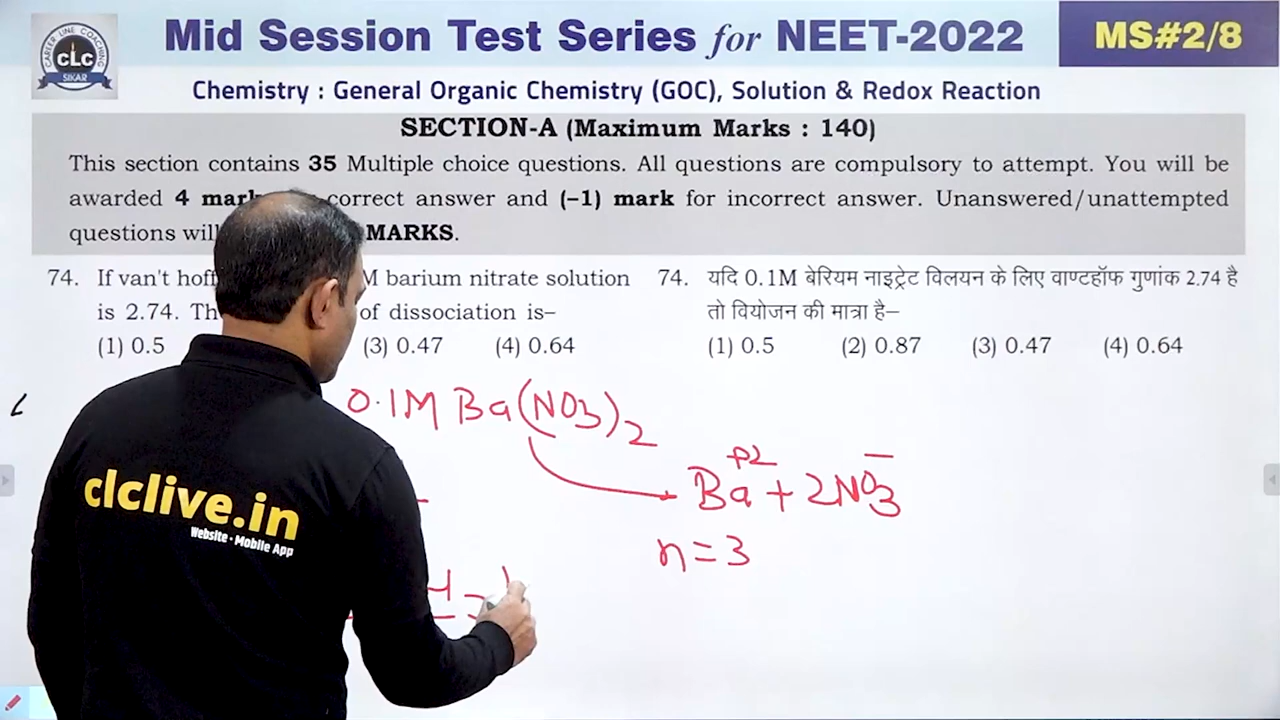 Mid Session Test Series for NEET-2022
MS#2/8
CAREER LINE COACHING
CLC
SIKAR
Chemistry : General Organic Chemistry (GOC), Solution & Redox Reaction
SECTION-A (Maximum Marks : 140)
This section contains 35 Multiple choice questions. All questions are compulsory to attempt. You will be
awarded 4 correct answer and (–1) mark for incorrect answer. Unanswered/unattempted
questions MARKS.
74. If van't M barium nitrate solution
is 2.74. of dissociation is–
(1) 0.5 (3) 0.47 (4) 0.64
74. यदि 0.1M बेरियम नाइट्रेट विलयन के लिए वाण्टहॉफ गुणांक 2.74 है
तो वियोजन की मात्रा है–
(1) 0.5 (2) 0.87 (3) 0.47 (4) 0.64
0.1M Ba(NO3)2
Ba+2 + 2NO3-
n=3
clclive.in
Website • Mobile App